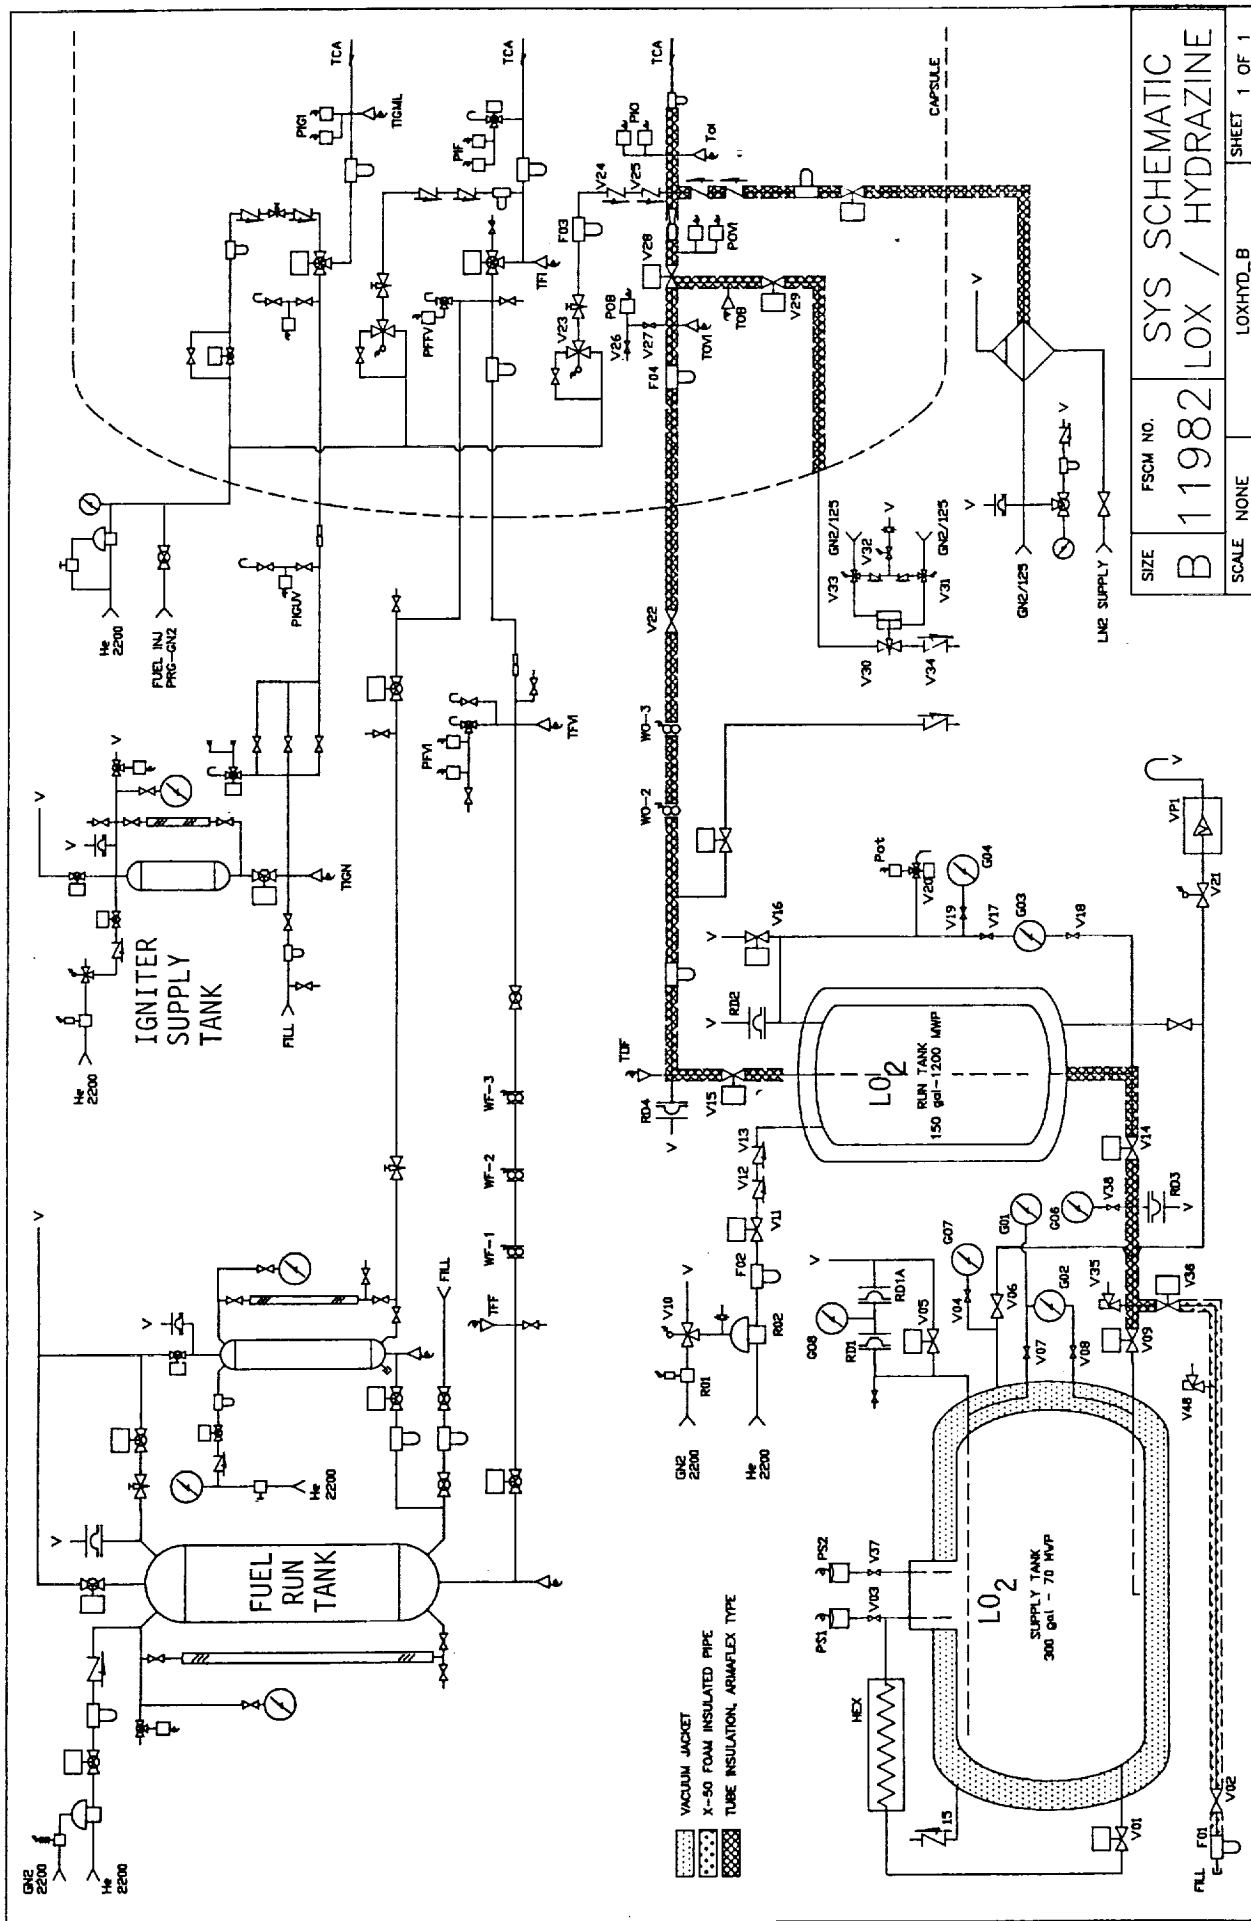 GN2
2200
He
2200
FUEL
RUN
TANK
V
V
He
2200
FILL
TFF
WF-1
WF-2
WF-3
He
2200
IGNITER
SUPPLY
TANK
FILL
TIGN
V
V
V
He
2200
FUEL INJ
PRG-GN2
PIGUV
PFVI
TFVI
PIGI
TIGML
TCA
PIF
TCA
PFFV
TFI
F03
V23
V24
V25
V26
V27
POB
TOVI
F04
V28
POVI
PIO
TOI
TCA
TOB
V29
CAPSULE
V22
WO-3
WO-2
GN2/125
V33
V32
V
GN2/125
V31
V30
V34
V
V
V
GN2/125
LN2 SUPPLY
TOF
RD4
V
V15
V
RD2
V
V16
Pot
V20
G04
V19
V17
G03
V18
VP1
V
V21
LO2
RUN TANK
150 gal-1200 MWP
V13
V12
V11
F02
V
V10
R01
R02
GN2
2200
He
2200
V14
V38
G06
RD3
V
G01
G07
G02
V35
V36
V04
V06
V07
V08
V09
V
RD1A
G08
RD1
V05
V48
PS2
V37
PS1
V03
LO2
SUPPLY TANK
300 gal - 70 MWP
HEX
15
V01
V02
F01
FILL
VACUUM JACKET
X-50 FOAM INSULATED PIPE
TUBE INSULATION, ARMAFLEX TYPE
SIZE
B
FSCM NO.
11982
SYS SCHEMATIC
LOX / HYDRAZINE
SCALE NONE
LOXHYD_B
SHEET 1 OF 1